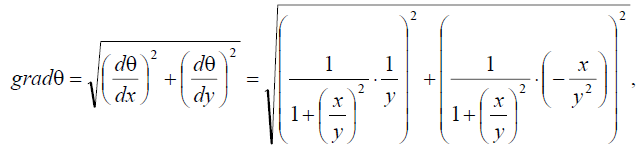 gradθ = √((dθ/dx)² + (dθ/dy)²) = √((1/(1+(x/y)²) · 1/y)² + (1/(1+(x/y)²) · (−x/y²))²) ,